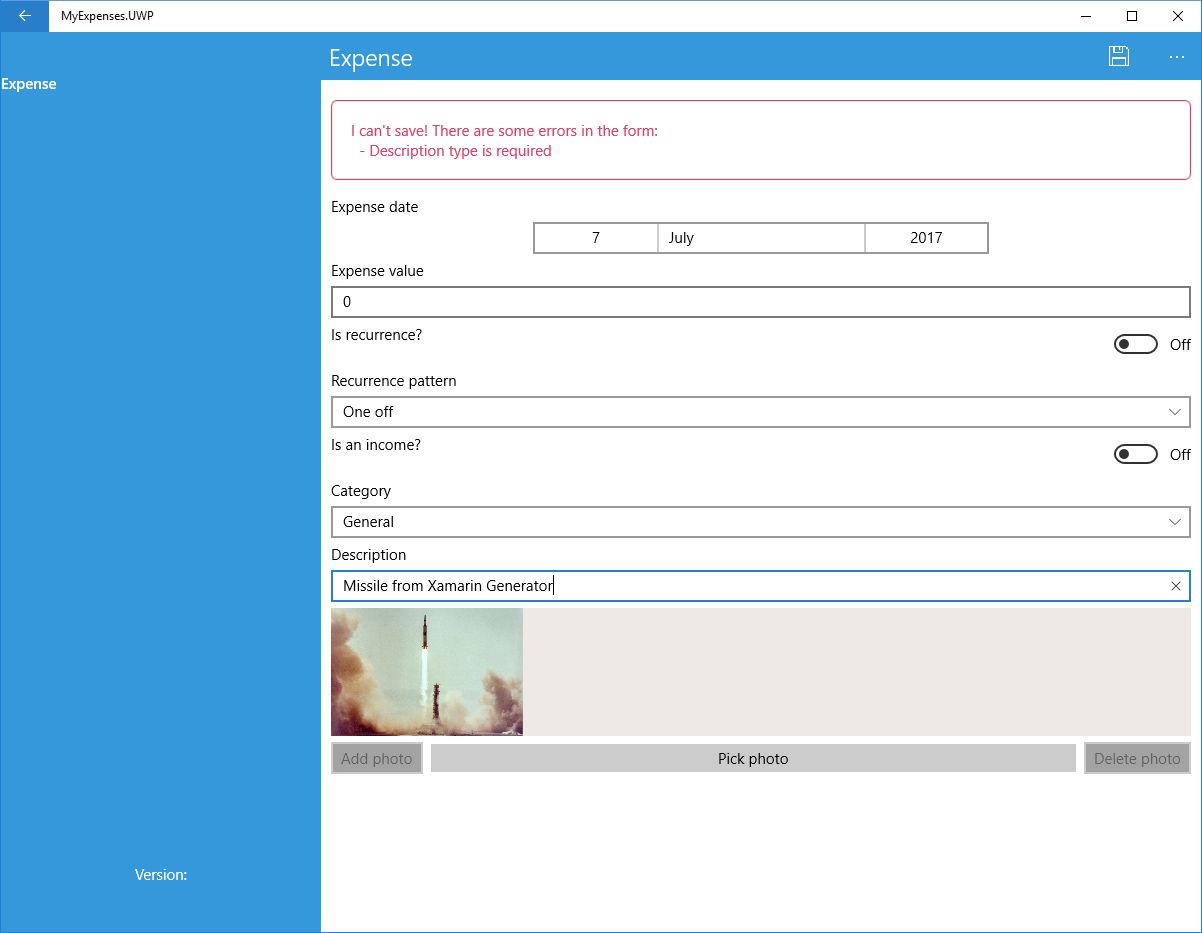 MyExpenses.UWP
Expense
Expense
I can't save! There are some errors in the form:
- Description type is required
Expense date
7 July 2017
Expense value
0
Is recurrence?
Off
Recurrence pattern
One off
Is an income?
Off
Category
General
Description
Missile from Xamarin Generator
Add photo Pick photo Delete photo
Version: